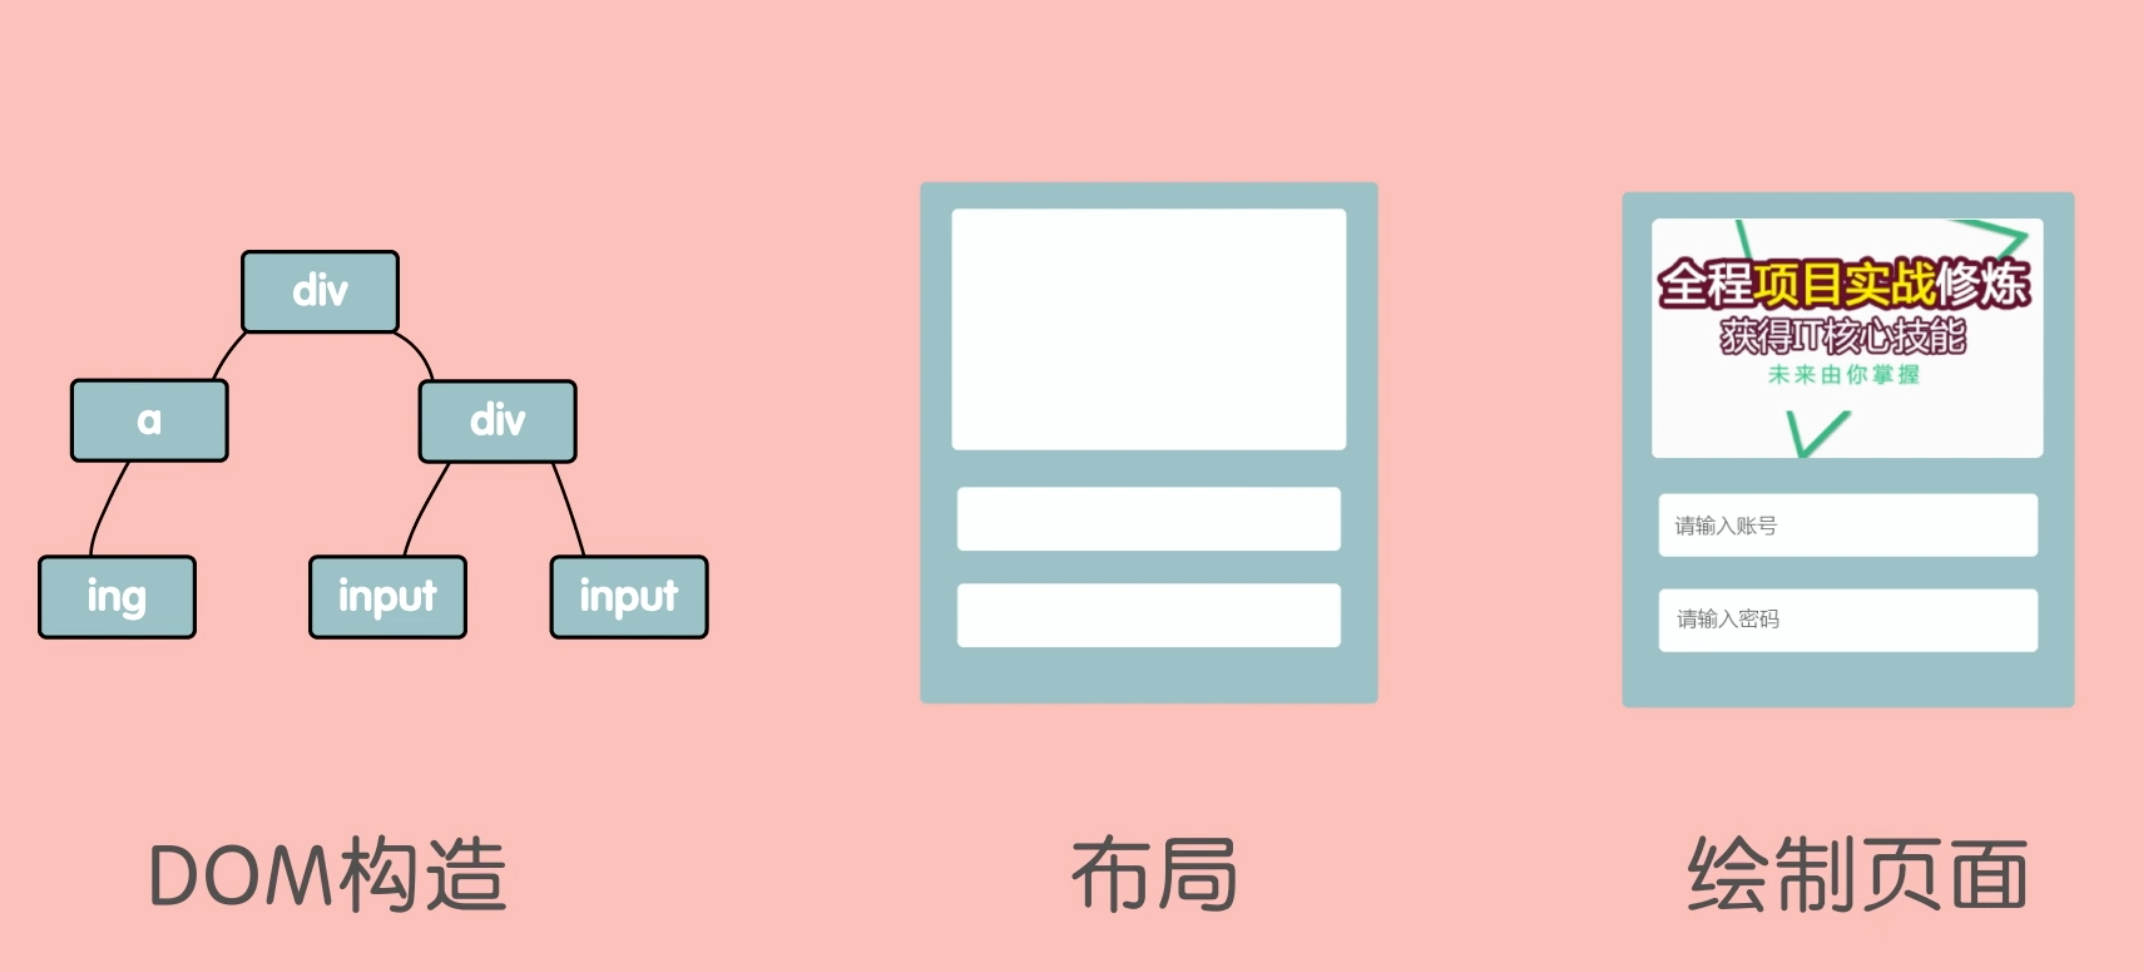 div
a
div
ing
input
input
DOM构造
布局
全程项目实战修炼
获得IT核心技能
未来由你掌握
请输入账号
请输入密码
绘制页面